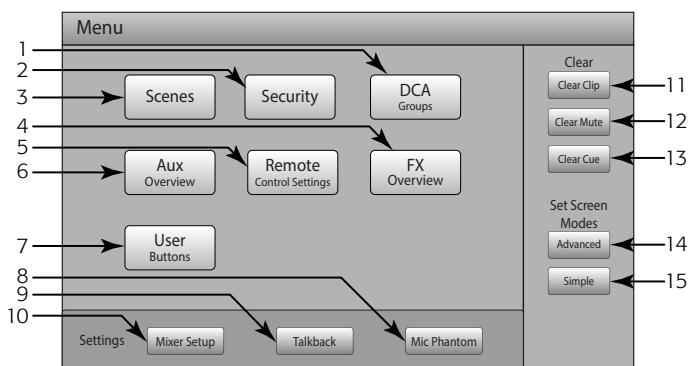 Menu
1
2
3
4
5
6
7
8
9
10
Scenes
Security
DCA
Groups
Aux
Overview
Remote
Control Settings
FX
Overview
User
Buttons
Settings
Mixer Setup
Talkback
Mic Phantom
Clear
Clear Clip
Clear Mute
Clear Cue
Set Screen
Modes
Advanced
Simple
11
12
13
14
15